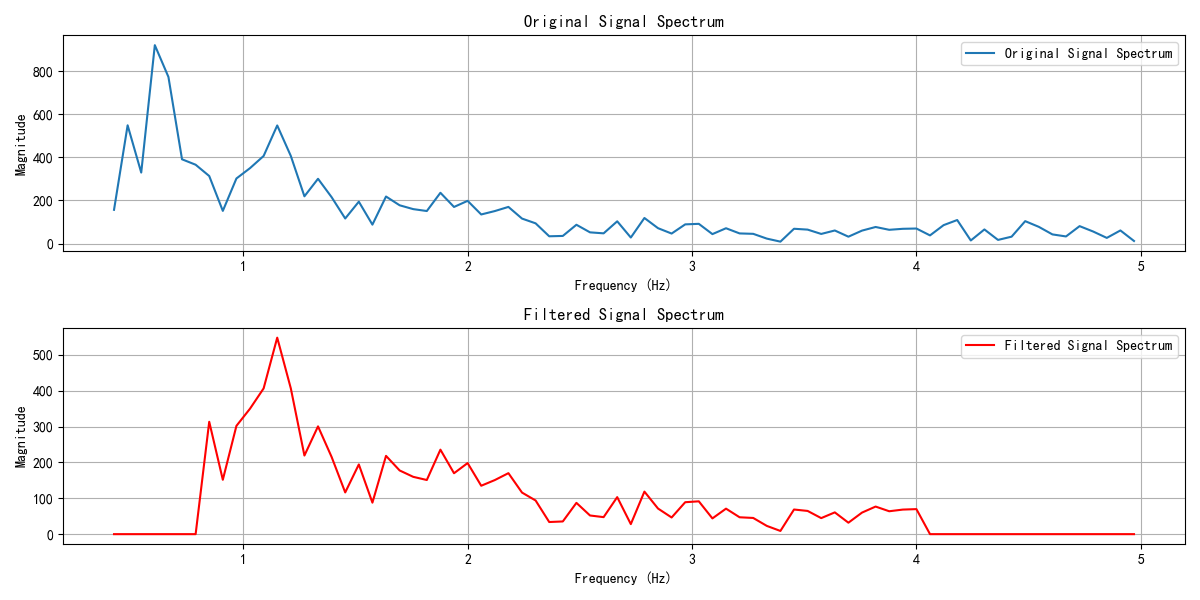 Original Signal Spectrum
Original Signal Spectrum
Magnitude
800
600
400
200
0
1
2
3
4
5
Frequency (Hz)
Filtered Signal Spectrum
Filtered Signal Spectrum
Magnitude
500
400
300
200
100
0
1
2
3
4
5
Frequency (Hz)